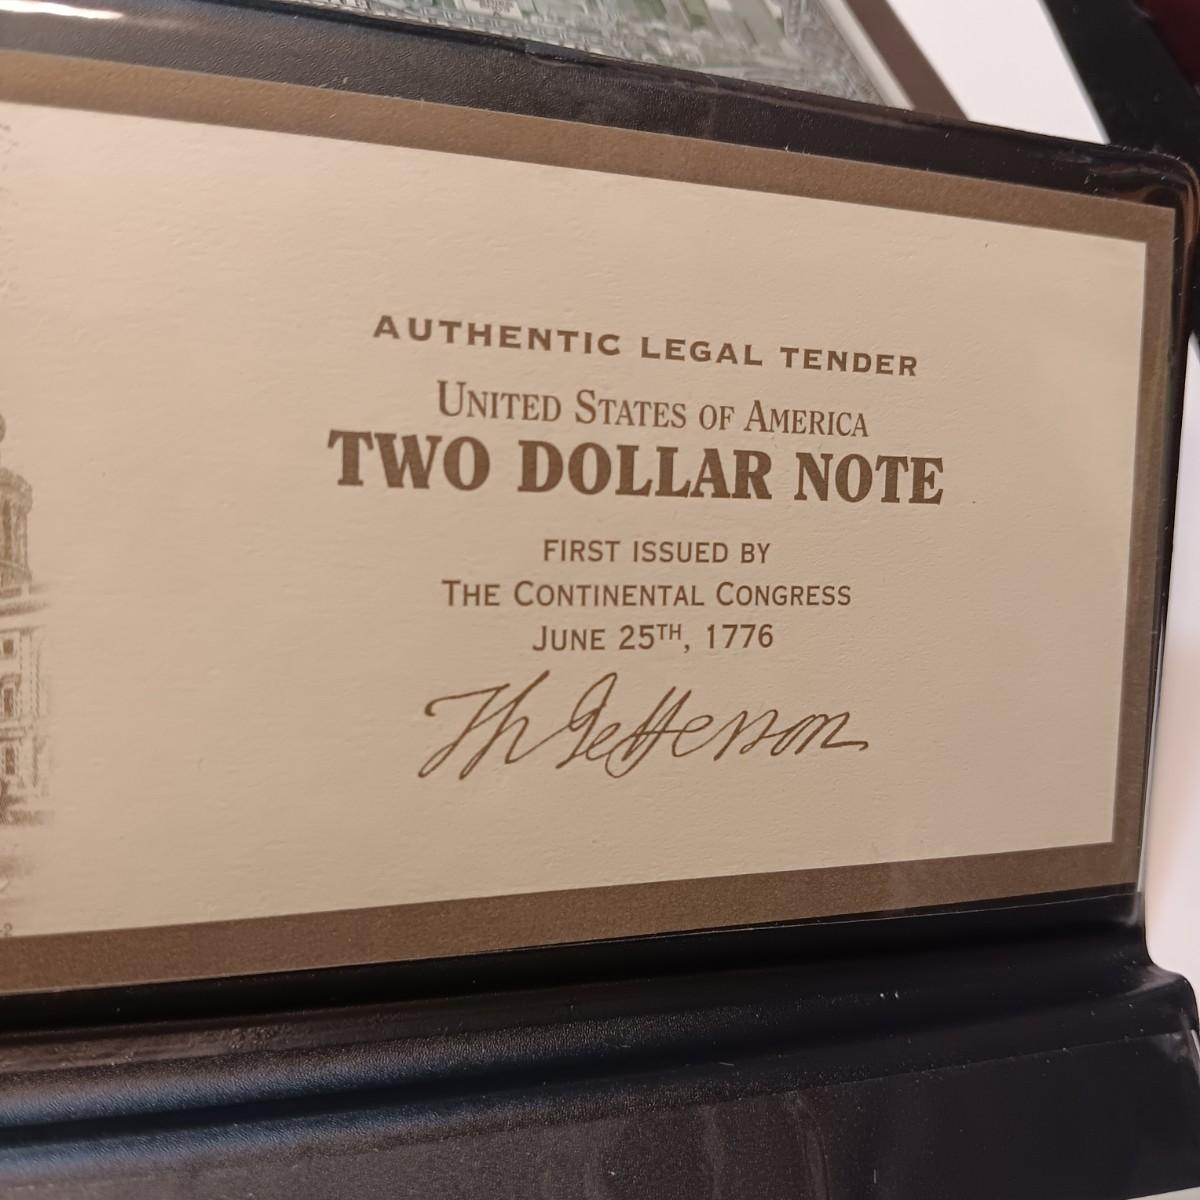 AUTHENTIC LEGAL TENDER
UNITED STATES OF AMERICA
TWO DOLLAR NOTE
FIRST ISSUED BY
THE CONTINENTAL CONGRESS
JUNE 25TH, 1776
Th Jefferson